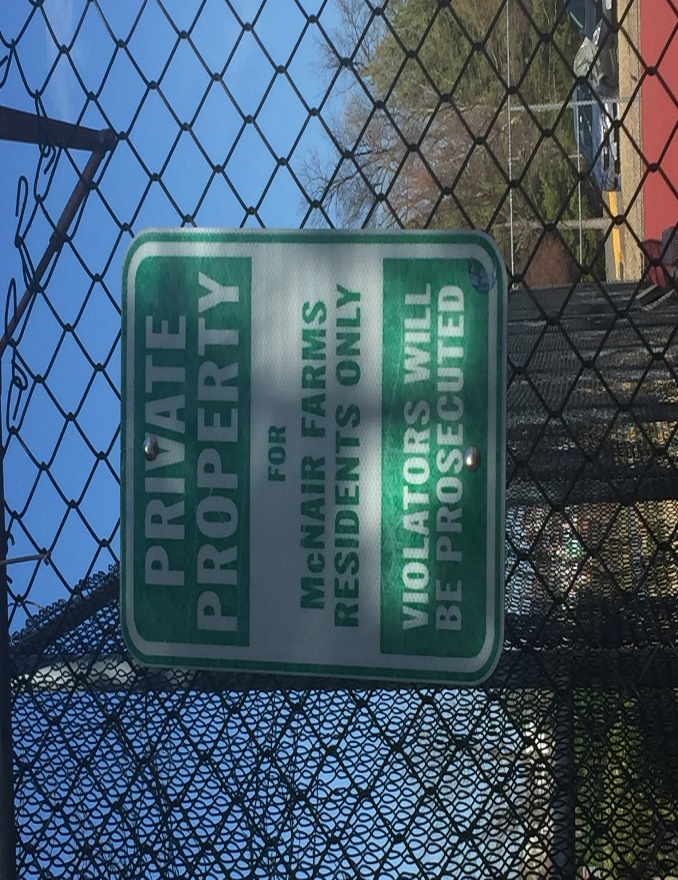 PRIVATE
PROPERTY
FOR
McNAIR FARMS
RESIDENTS ONLY
VIOLATORS WILL
BE PROSECUTED